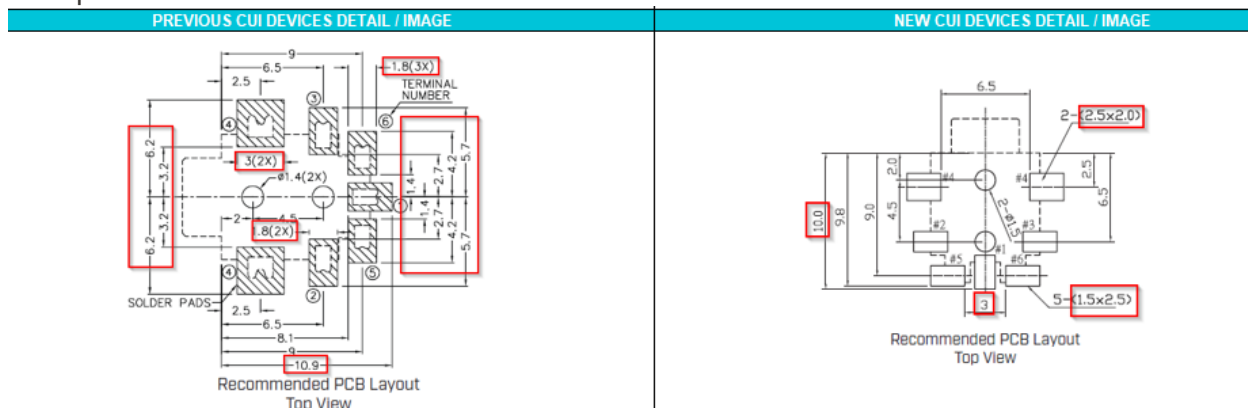 PREVIOUS CUI DEVICES DETAIL / IMAGE
9
6.5
1.8(3X)
2.5
TERMINAL
NUMBER
③
⑥
④
6.2
3.2
3(2X)
ø1.4(2X)
1.4
2.7
4.2
5.7
①
2
4.5
1.8(2X)
3.2
6.2
1.4
2.7
4.2
5.7
④
②
⑤
SOLDER PADS
2.5
6.5
8.1
9
10.9
Recommended PCB Layout
Top View
NEW CUI DEVICES DETAIL / IMAGE
6.5
2-(2.5x2.0)
#4
#4
2.0
2.5
4.5
6.5
9.0
9.8
10.0
2-ø1.5
#2
#3
#1
#5
#6
3
5-(1.5x2.5)
Recommended PCB Layout
Top View